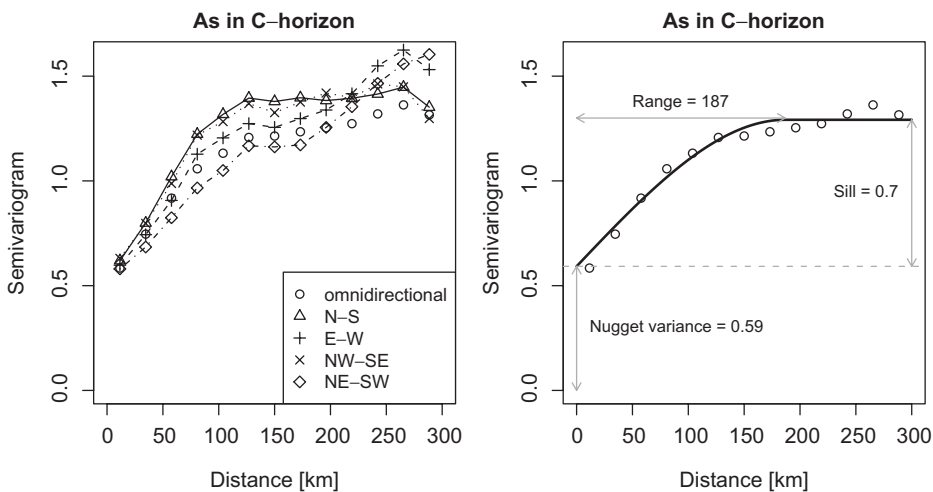 As in C−horizon
Semivariogram
1.5
1.0
0.5
0.0
omnidirectional
N−S
E−W
NW−SE
NE−SW
0 50 100 150 200 250 300
Distance [km]
As in C−horizon
Semivariogram
1.5
1.0
0.5
0.0
Range = 187
Sill = 0.7
Nugget variance = 0.59
0 50 100 150 200 250 300
Distance [km]